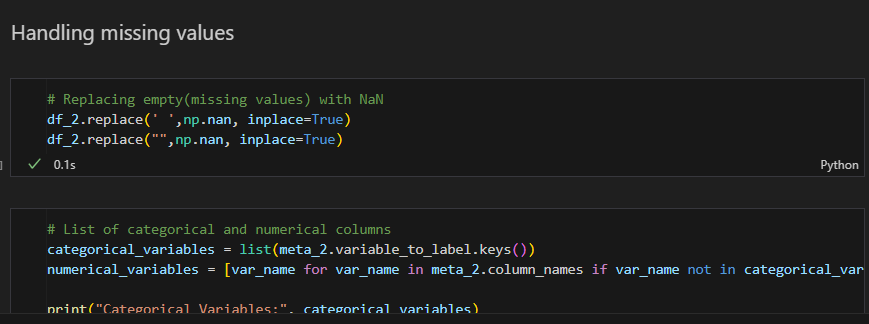 Handling missing values
# Replacing empty(missing values) with NaN
df_2.replace(' ',np.nan, inplace=True)
df_2.replace("",np.nan, inplace=True)
0.1s
Python
# List of categorical and numerical columns
categorical_variables = list(meta_2.variable_to_label.keys())
numerical_variables = [var_name for var_name in meta_2.column_names if var_name not in categorical_var
print("Categorical Variables:", categorical_variables)